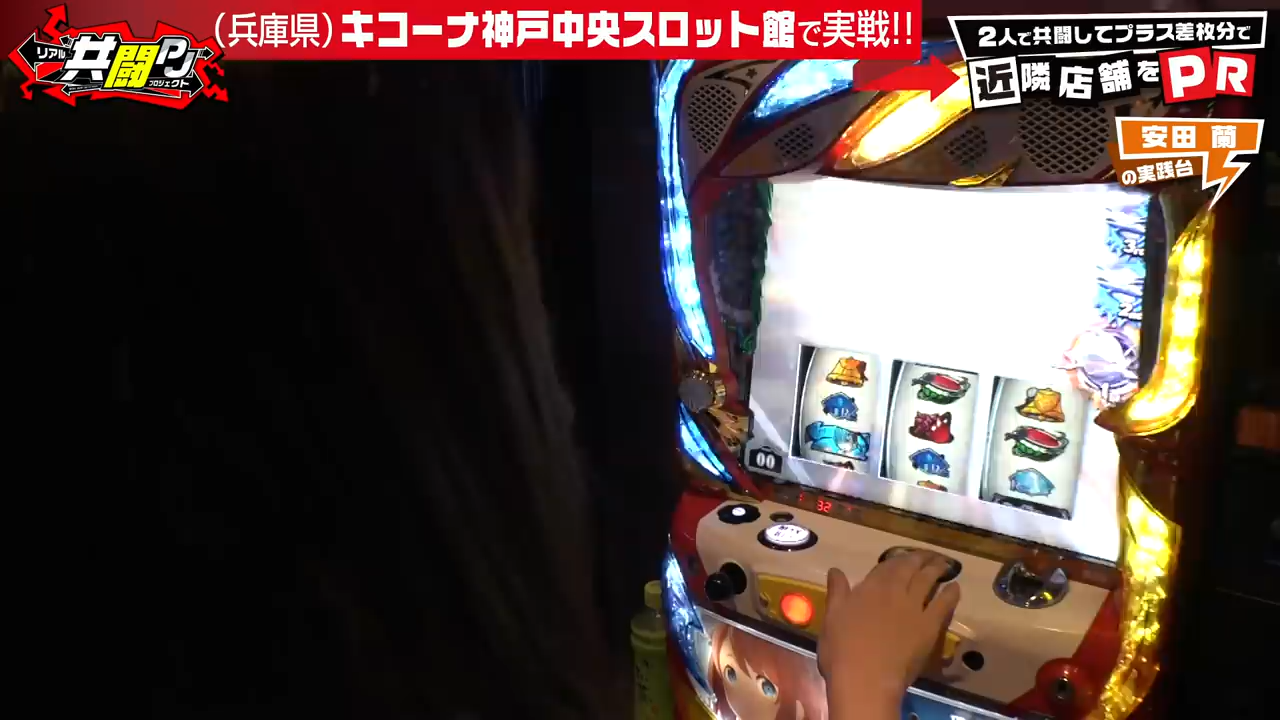 (兵庫県)キコーナ神戸中央スロット館で実戦!!
リアル共闘PJ
プロジェクト
2人で共闘してプラス差枚分で
近隣店舗をPR
安田 蘭
の実践台
00
32